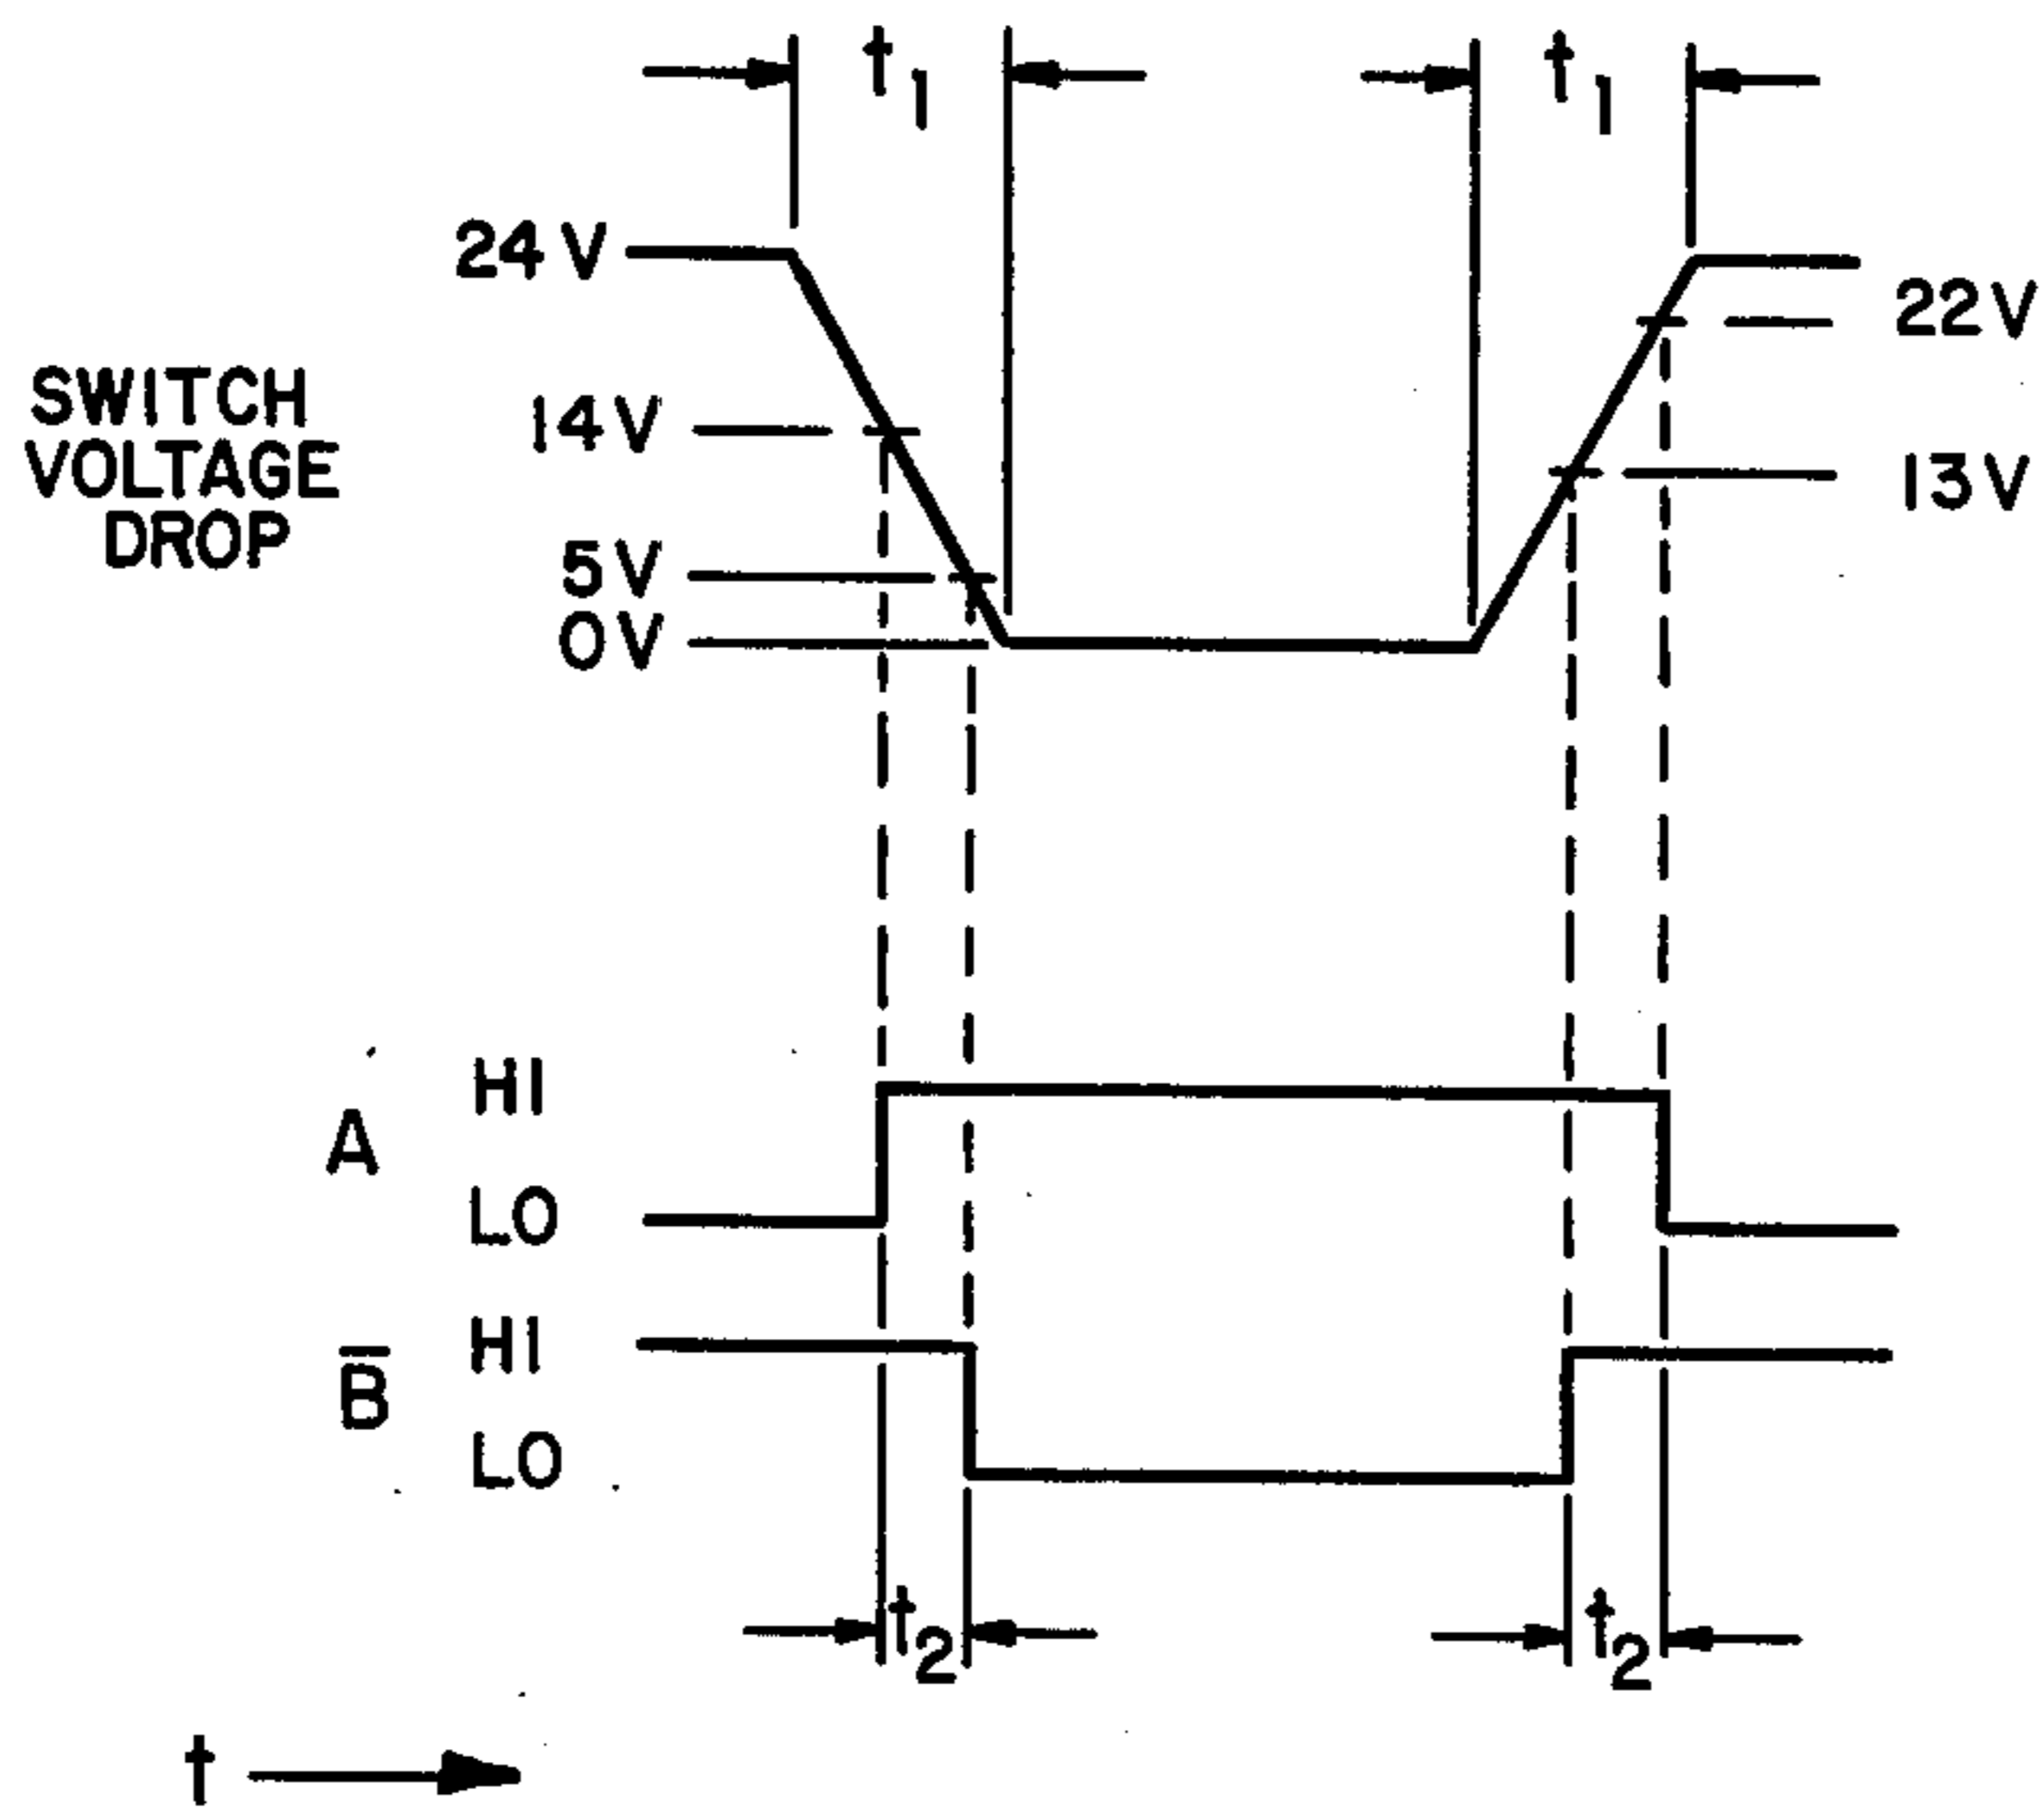 t1
t1
24V
22V
SWITCH
VOLTAGE
DROP
14V
13V
5V
0V
HI
A
LO
HI
B̅
LO
t2
t2
t